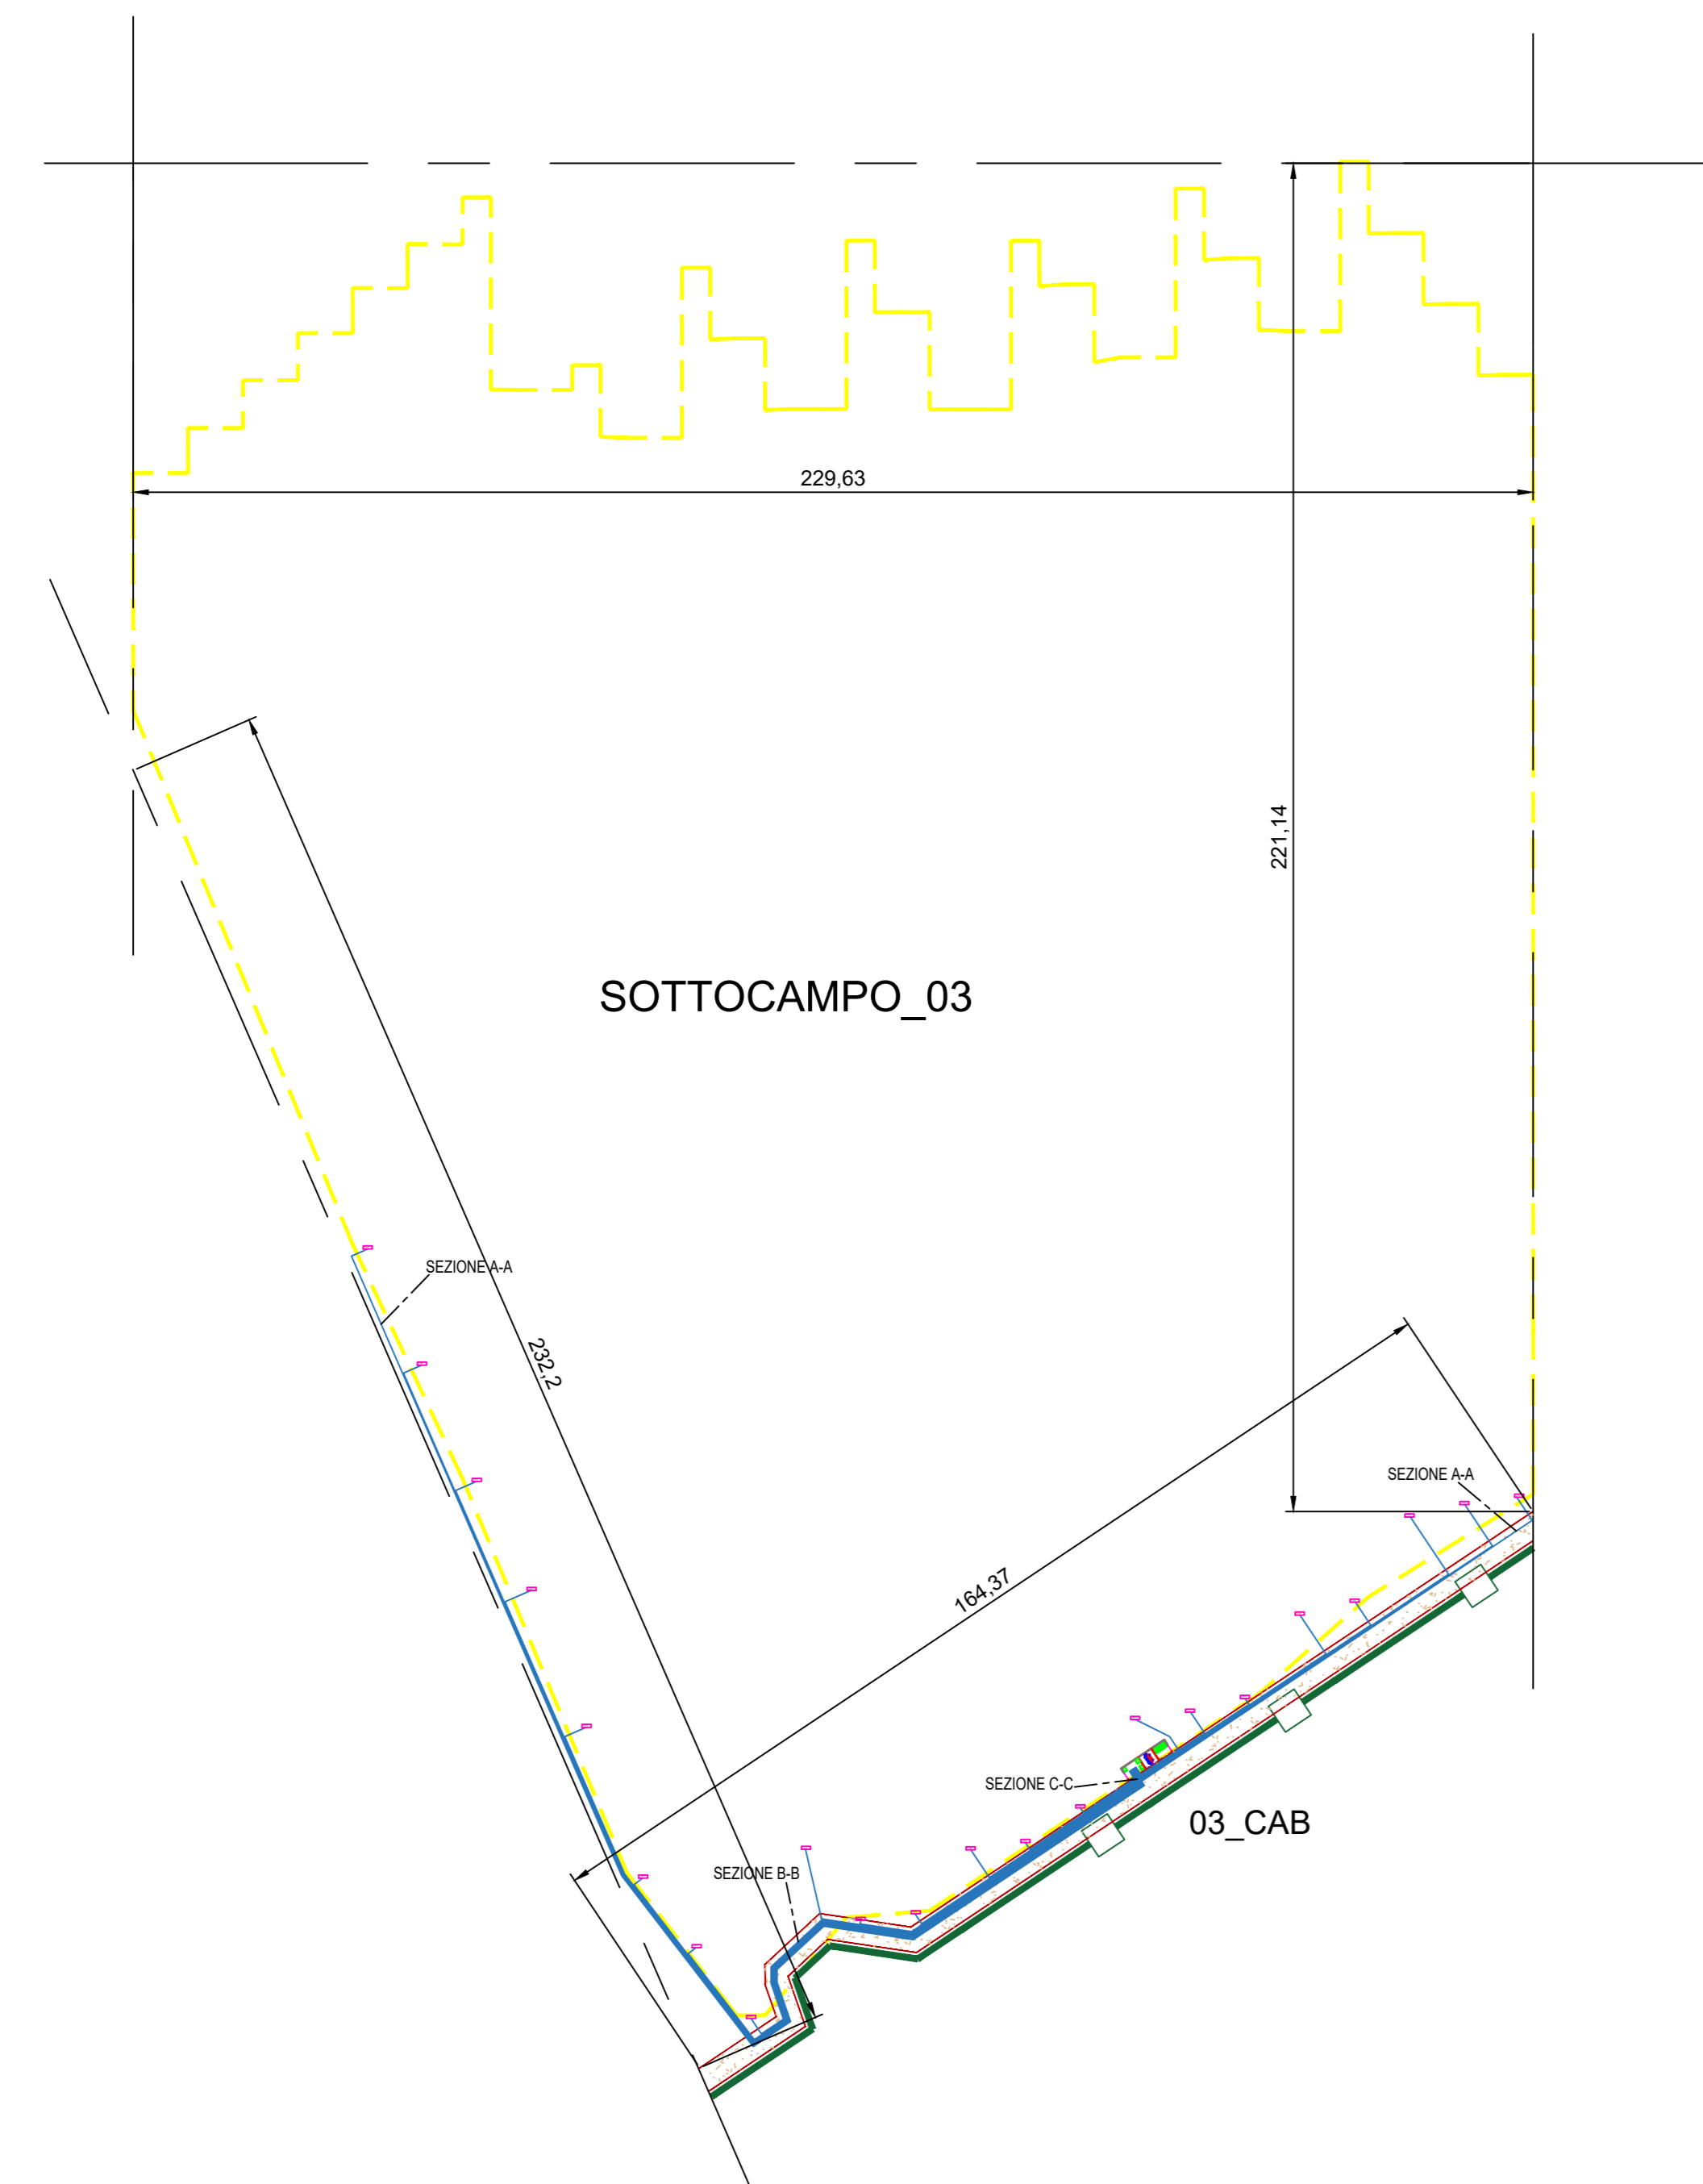 229,63
221,14
SOTTOCAMPO_03
SEZIONE A-A
232,2
SEZIONE A-A
164,37
SEZIONE C-C
03_CAB
SEZIONE B-B